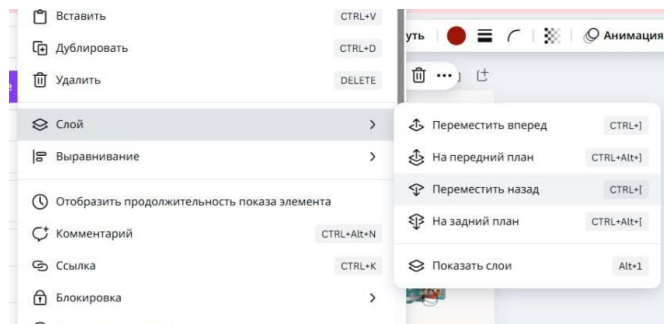 Вставить CTRL+V
Дублировать CTRL+D
Удалить DELETE
Слой
Выравнивание
Отобразить продолжительность показа элемента
Комментарий CTRL+Alt+N
Ссылка CTRL+K
Блокировка
уть Анимация
Переместить вперед CTRL+]
На передний план CTRL+Alt+]
Переместить назад CTRL+[
На задний план CTRL+Alt+[
Показать слои Alt+1